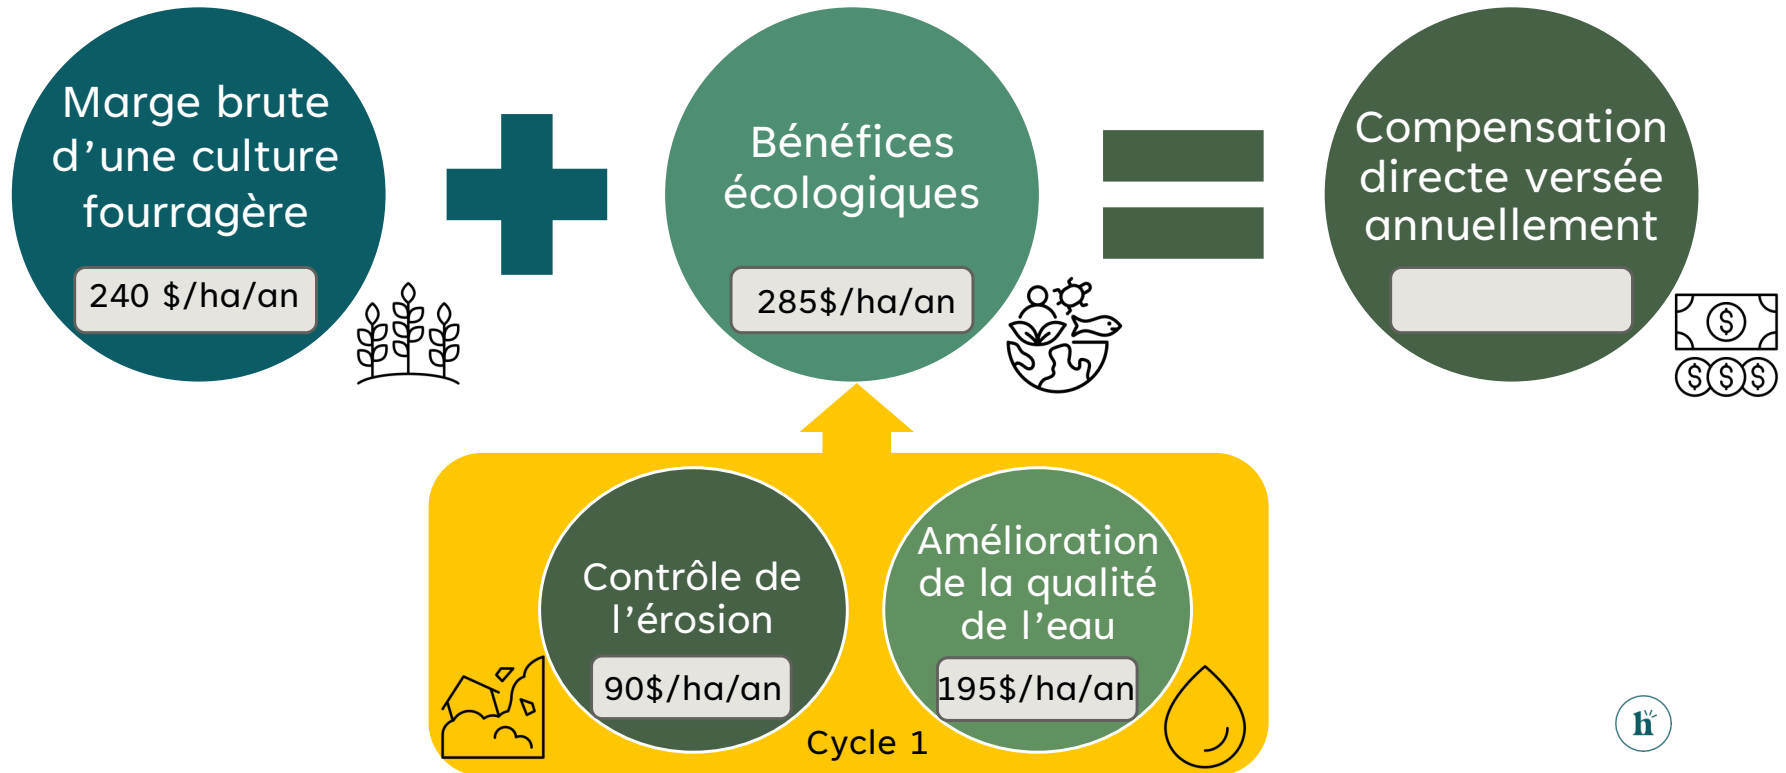 Marge brute
d’une culture
fourragère
240 $/ha/an
Bénéfices
écologiques
285$/ha/an
Compensation
directe versée
annuellement
$
$ $ $
Contrôle de
l’érosion
90$/ha/an
Amélioration
de la qualité
de l’eau
195$/ha/an
Cycle 1
h